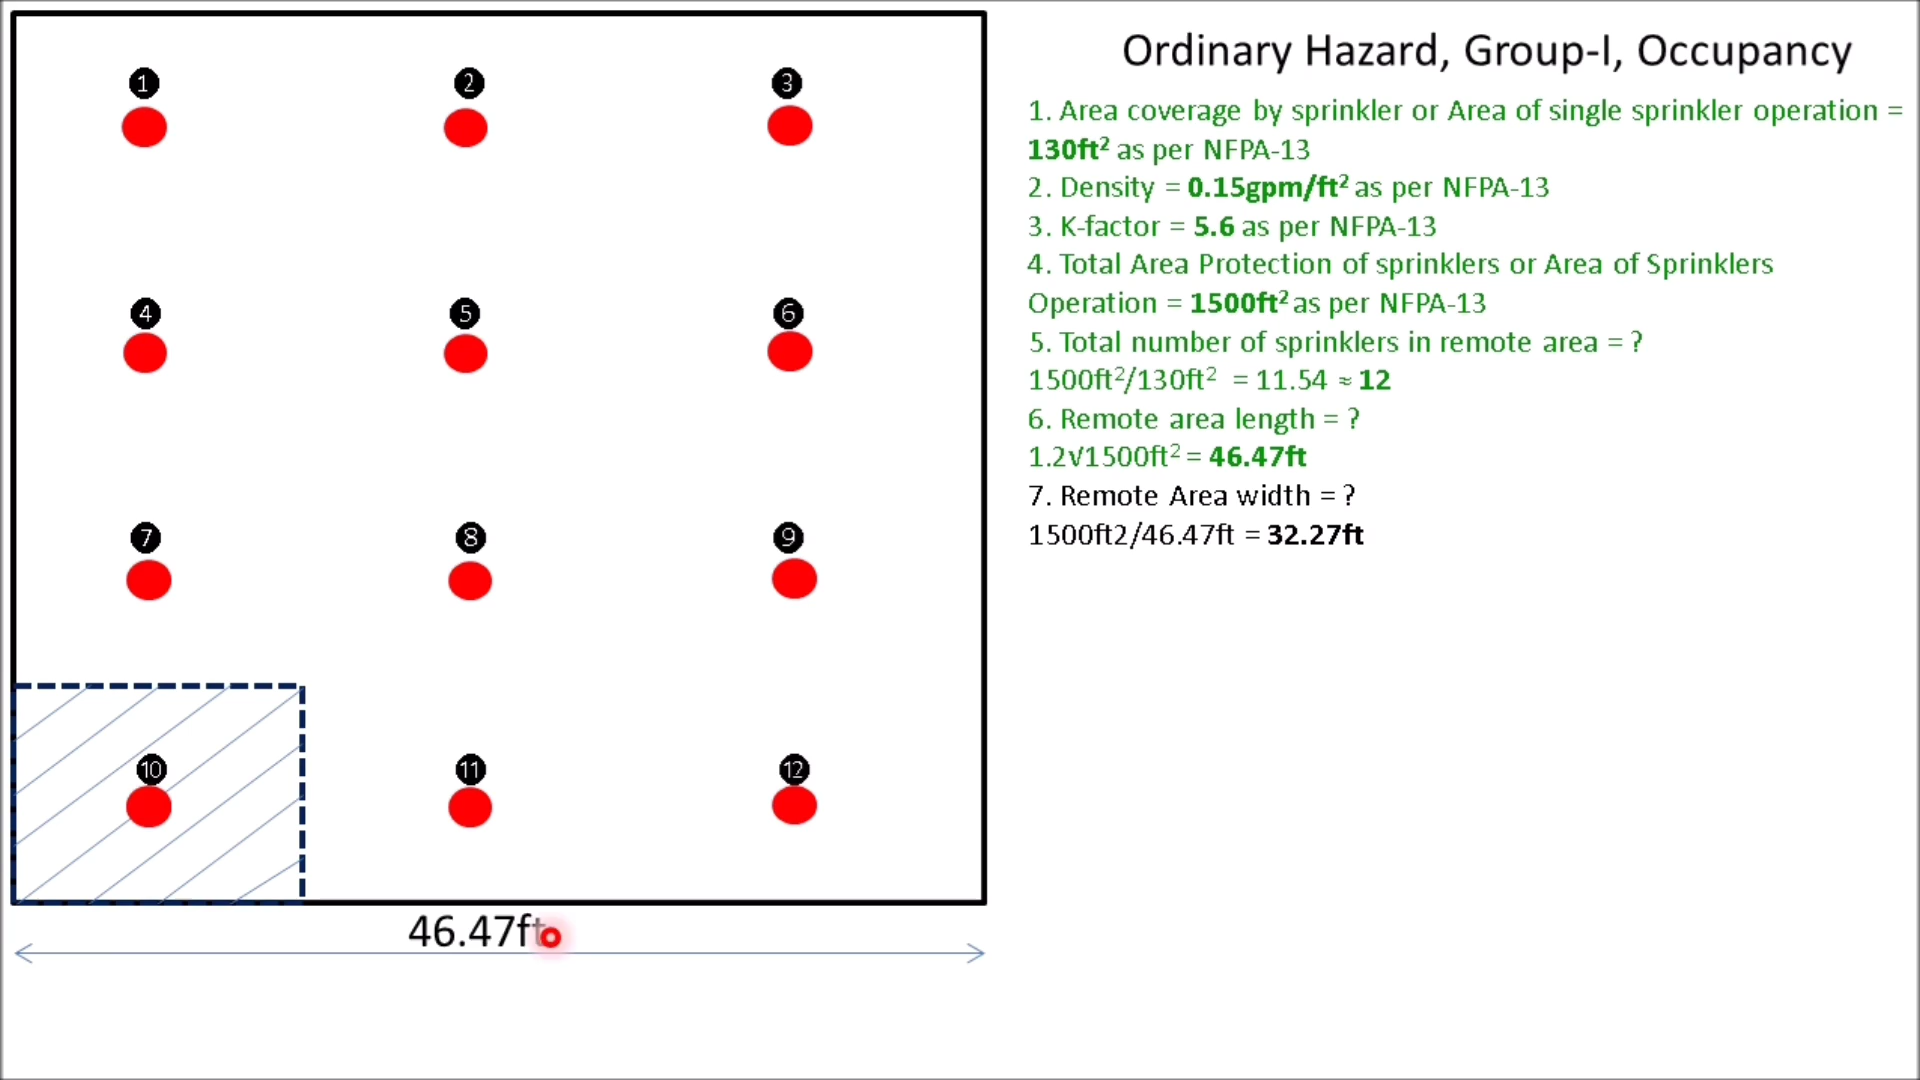 Ordinary Hazard, Group-I, Occupancy
1 2 3
4 5 6
7 8 9
10 11 12
46.47ft
1. Area coverage by sprinkler or Area of single sprinkler operation =
130ft² as per NFPA-13
2. Density = 0.15gpm/ft² as per NFPA-13
3. K-factor = 5.6 as per NFPA-13
4. Total Area Protection of sprinklers or Area of Sprinklers
Operation = 1500ft² as per NFPA-13
5. Total number of sprinklers in remote area = ?
1500ft²/130ft² = 11.54 ≈ 12
6. Remote area length = ?
1.2√1500ft² = 46.47ft
7. Remote Area width = ?
1500ft2/46.47ft = 32.27ft